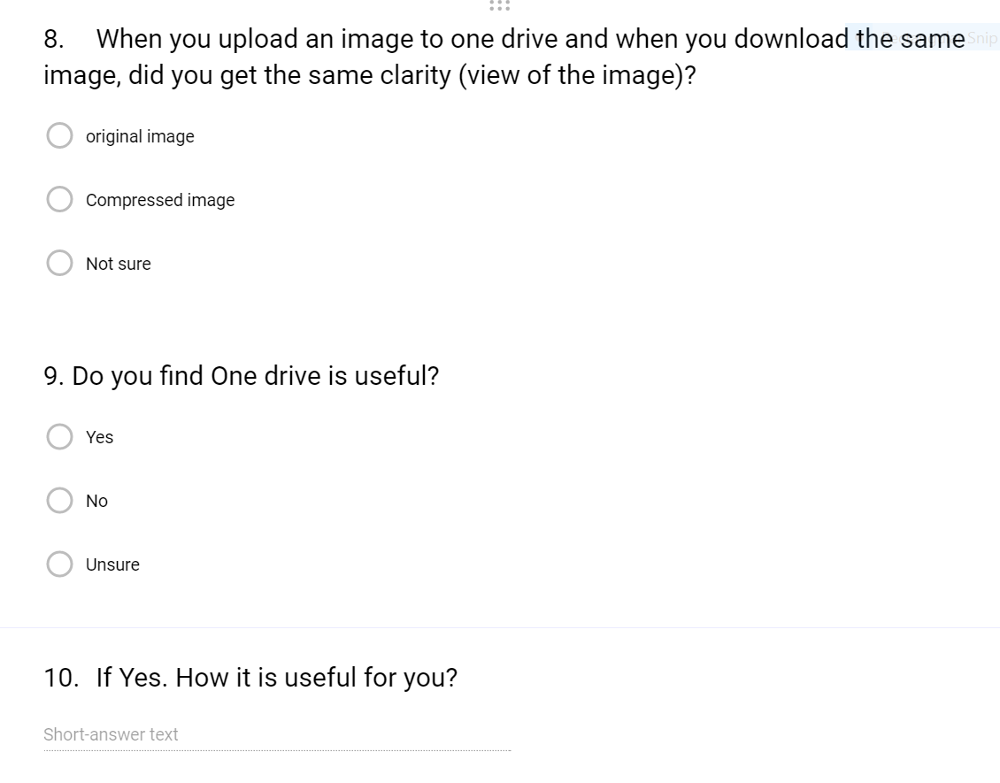 8. When you upload an image to one drive and when you download the same
image, did you get the same clarity (view of the image)?
Snip
original image
Compressed image
Not sure
9. Do you find One drive is useful?
Yes
No
Unsure
10. If Yes. How it is useful for you?
Short-answer text